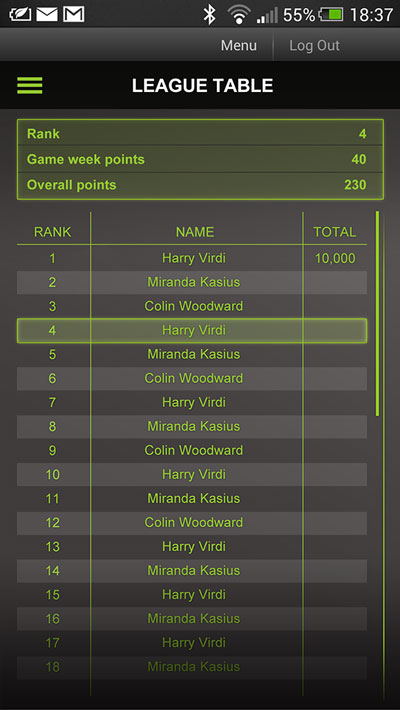 55% 18:37
Menu Log Out
LEAGUE TABLE
Rank 4
Game week points 40
Overall points 230
RANK NAME TOTAL
1 Harry Virdi 10,000
2 Miranda Kasius
3 Colin Woodward
4 Harry Virdi
5 Miranda Kasius
6 Colin Woodward
7 Harry Virdi
8 Miranda Kasius
9 Colin Woodward
10 Harry Virdi
11 Miranda Kasius
12 Colin Woodward
13 Harry Virdi
14 Miranda Kasius
15 Harry Virdi
16 Miranda Kasius
17 Harry Virdi
18 Miranda Kasius